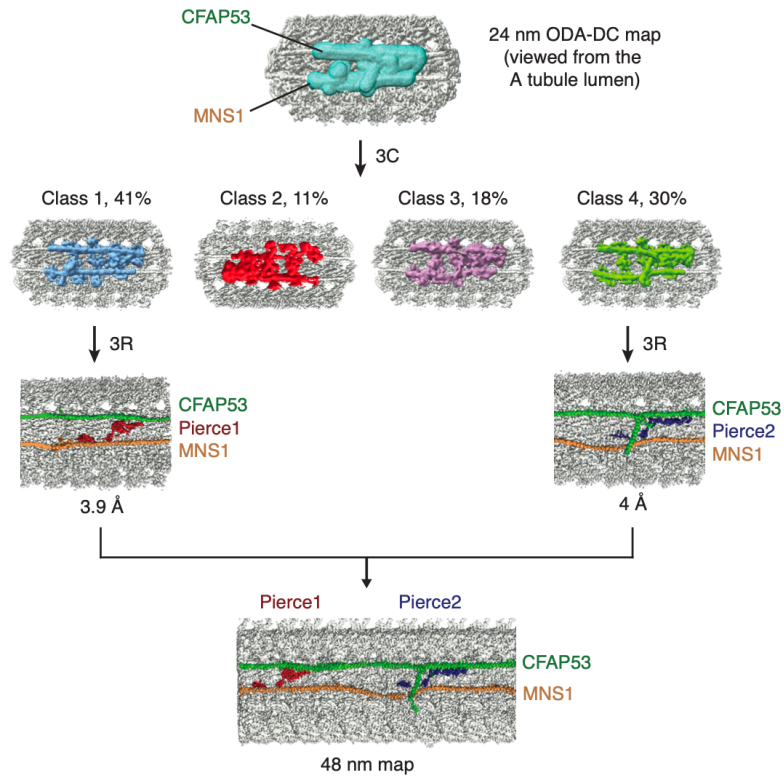 CFAP53
MNS1
24 nm ODA-DC map
(viewed from the
A tubule lumen)
3C
Class 1, 41%
Class 2, 11%
Class 3, 18%
Class 4, 30%
3R
3R
CFAP53
Pierce1
MNS1
3.9 Å
CFAP53
Pierce2
MNS1
4 Å
Pierce1
Pierce2
CFAP53
MNS1
48 nm map